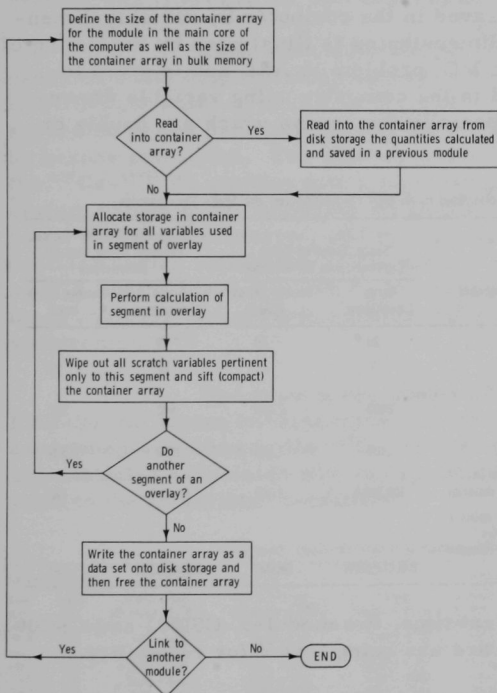 Define the size of the container array
for the module in the main core of
the computer as well as the size of
the container array in bulk memory
Read
into container
array?
Yes
Read into the container array from
disk storage the quantities calculated
and saved in a previous module
No
Allocate storage in container
array for all variables used
in segment of overlay
Perform calculation of
segment in overlay
Wipe out all scratch variables pertinent
only to this segment and sift (compact)
the container array
Yes
Do
another
segment of an
overlay?
No
Write the container array as a
data set onto disk storage and
then free the container array
Yes
Link to
another
module?
No
END